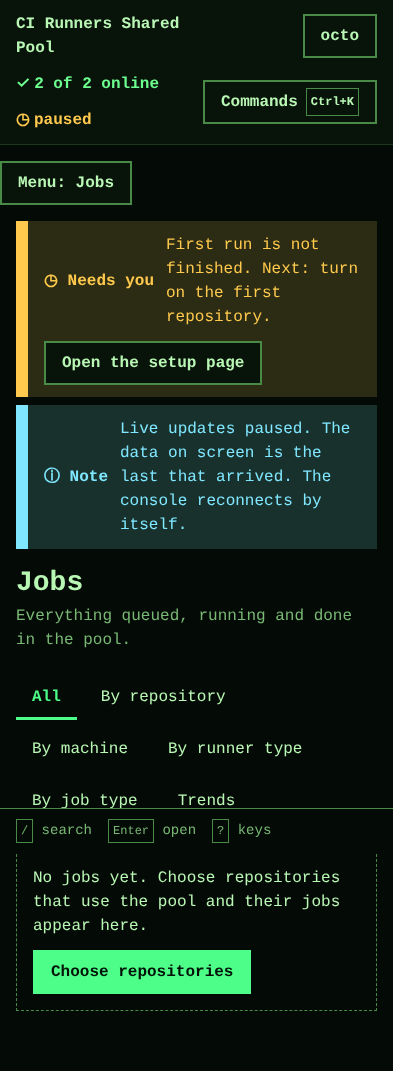 CI Runners Shared
Pool
octo
2 of 2 online
paused
Commands Ctrl+K
Menu: Jobs
Needs you
First run is not
finished. Next: turn
on the first
repository.
Open the setup page
Note
Live updates paused. The
data on screen is the
last that arrived. The
console reconnects by
itself.
Jobs
Everything queued, running and done
in the pool.
All By repository
By machine By runner type
By job type Trends
/ search Enter open ? keys
No jobs yet. Choose repositories
that use the pool and their jobs
appear here.
Choose repositories